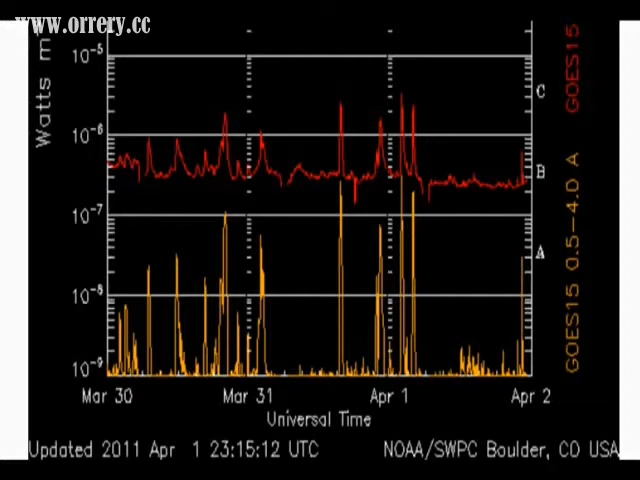 www.orrery.cc
Watts m
10-5
10-6
10-7
10-8
10-9
C
B
A
GOES15
GOES15 0.5-4.0 A
Mar 30
Mar 31
Apr 1
Apr 2
Universal Time
Updated 2011 Apr 1 23:15:12 UTC
NOAA/SWPC Boulder, CO USA